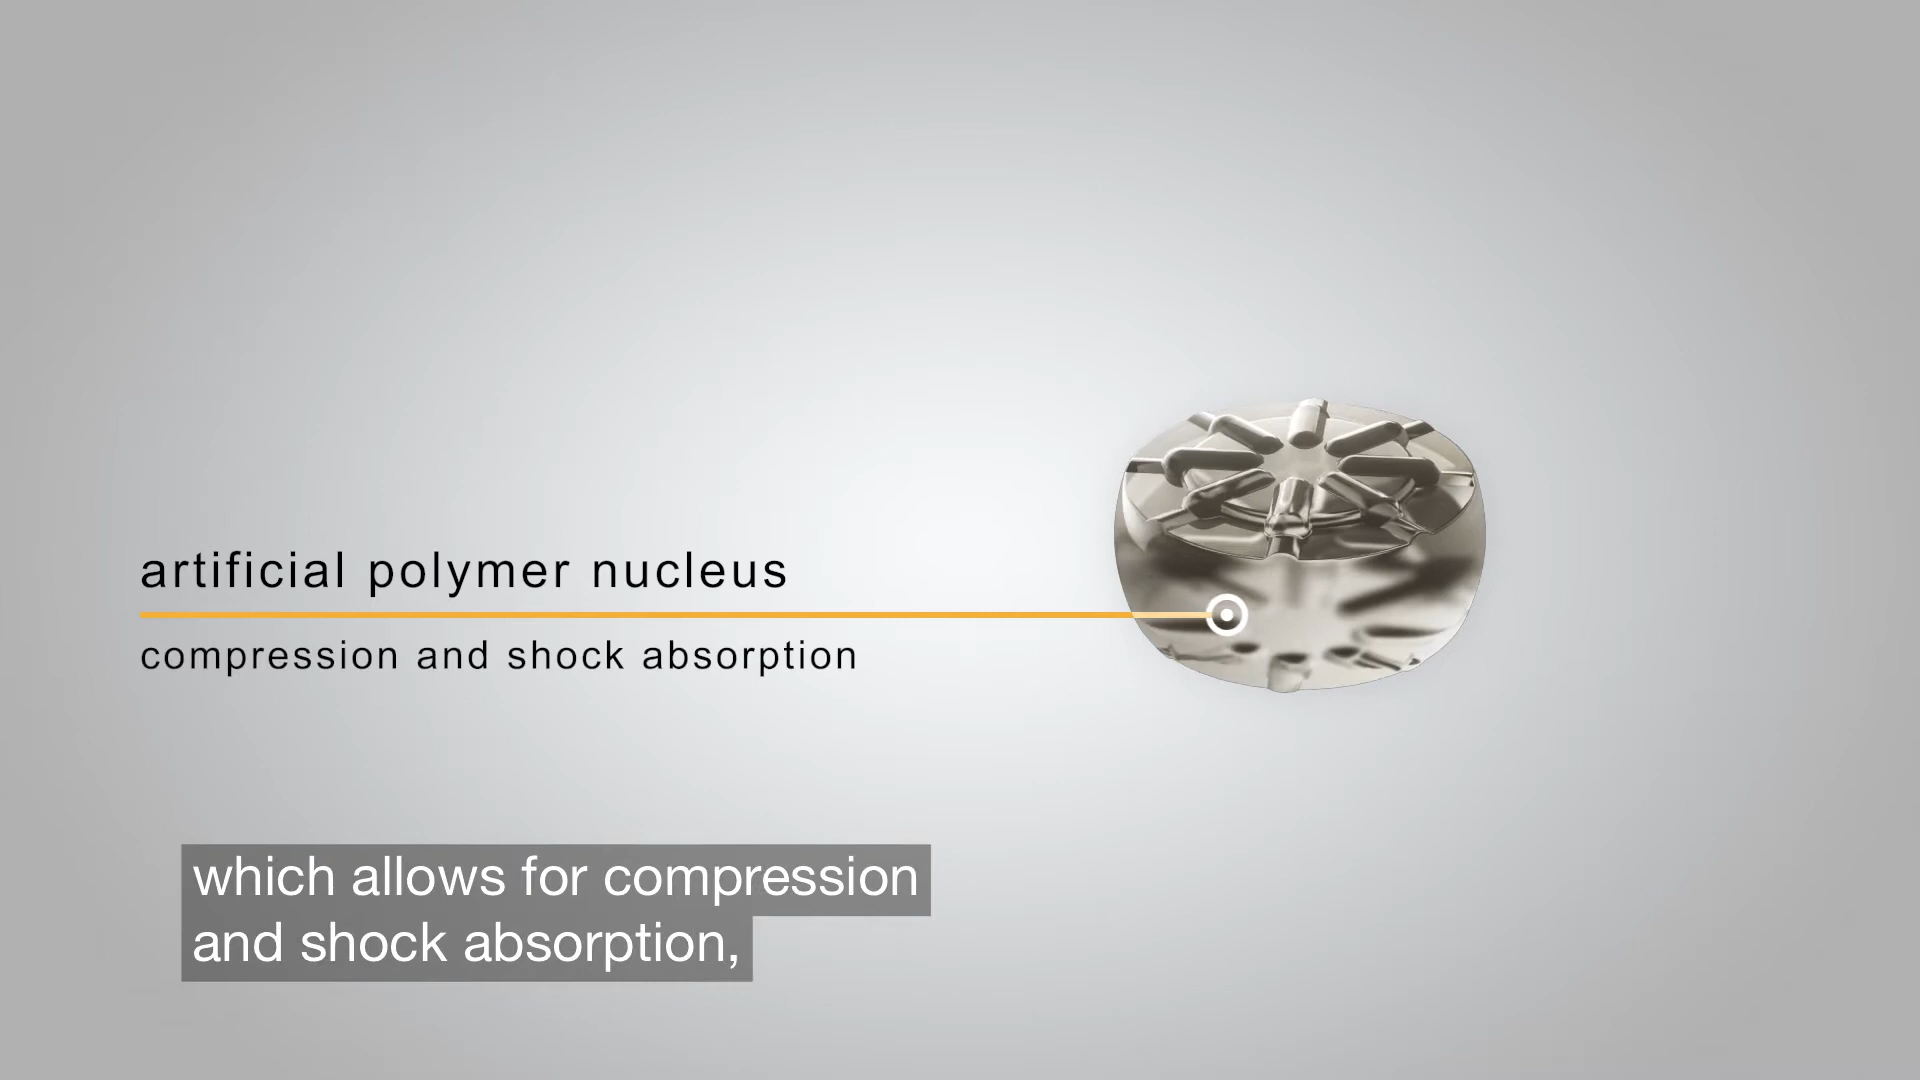 artificial polymer nucleus
compression and shock absorption
which allows for compression
and shock absorption,